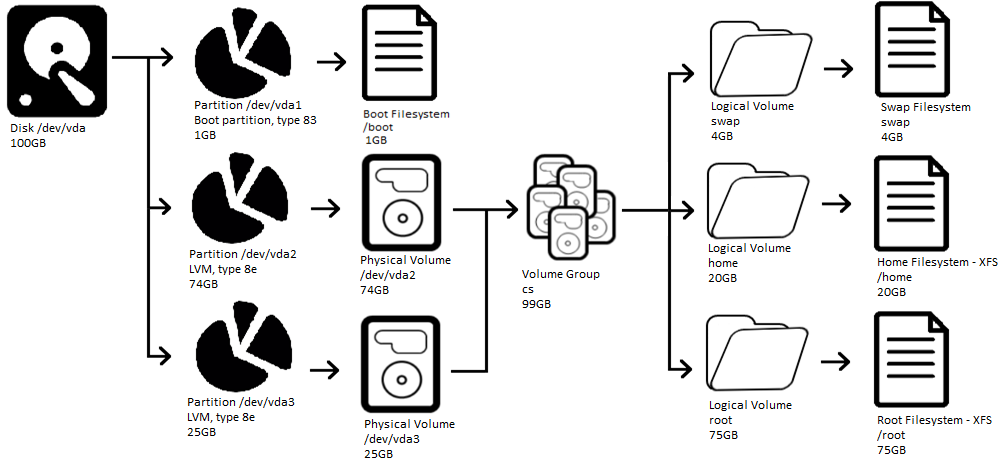 Disk /dev/vda
100GB
Partition /dev/vda1
Boot partition, type 83
1GB
Boot Filesystem
/boot
1GB
Partition /dev/vda2
LVM, type 8e
74GB
Physical Volume
/dev/vda2
74GB
Partition /dev/vda3
LVM, type 8e
25GB
Physical Volume
/dev/vda3
25GB
Volume Group
cs
99GB
Logical Volume
swap
4GB
Swap Filesystem
swap
4GB
Logical Volume
home
20GB
Home Filesystem - XFS
/home
20GB
Logical Volume
root
75GB
Root Filesystem - XFS
/root
75GB